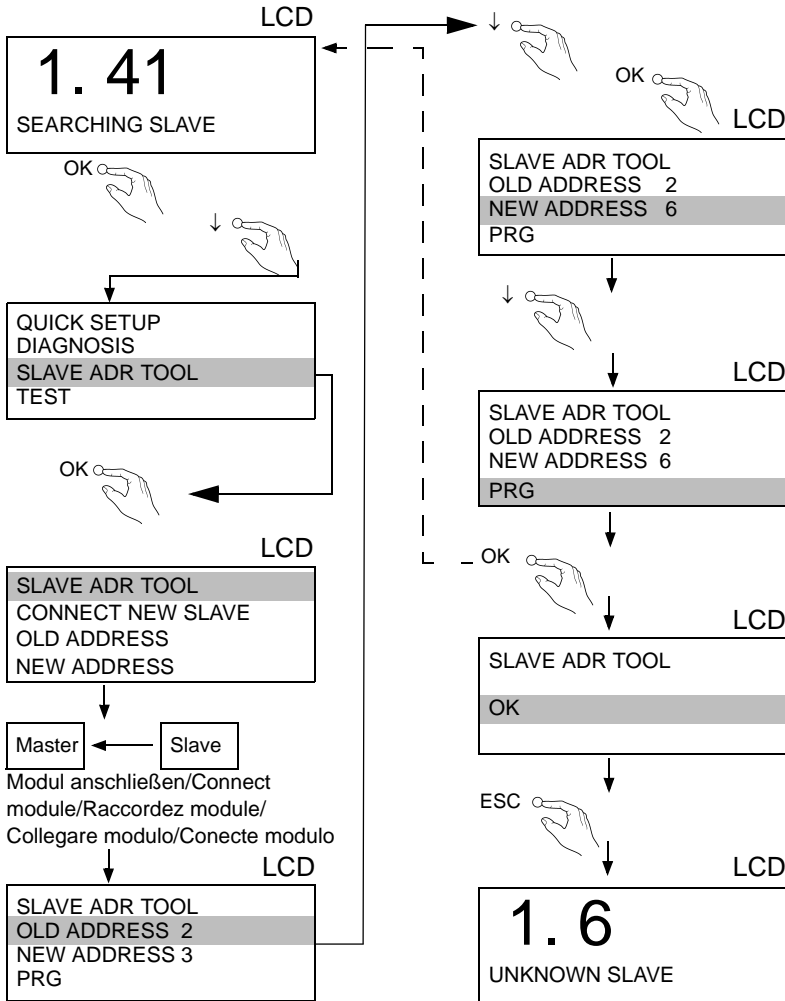 LCD
1. 41
SEARCHING SLAVE
OK
↓
QUICK SETUP
DIAGNOSIS
SLAVE ADR TOOL
TEST
OK
LCD
SLAVE ADR TOOL
CONNECT NEW SLAVE
OLD ADDRESS
NEW ADDRESS
Master
Slave
Modul anschließen/Connect
module/Raccordez module/
Collegare modulo/Conecte modulo
LCD
SLAVE ADR TOOL
OLD ADDRESS 2
NEW ADDRESS 3
PRG
↓
OK
LCD
SLAVE ADR TOOL
OLD ADDRESS 2
NEW ADDRESS 6
PRG
↓
LCD
SLAVE ADR TOOL
OLD ADDRESS 2
NEW ADDRESS 6
PRG
OK
LCD
SLAVE ADR TOOL
OK
ESC
LCD
1. 6
UNKNOWN SLAVE